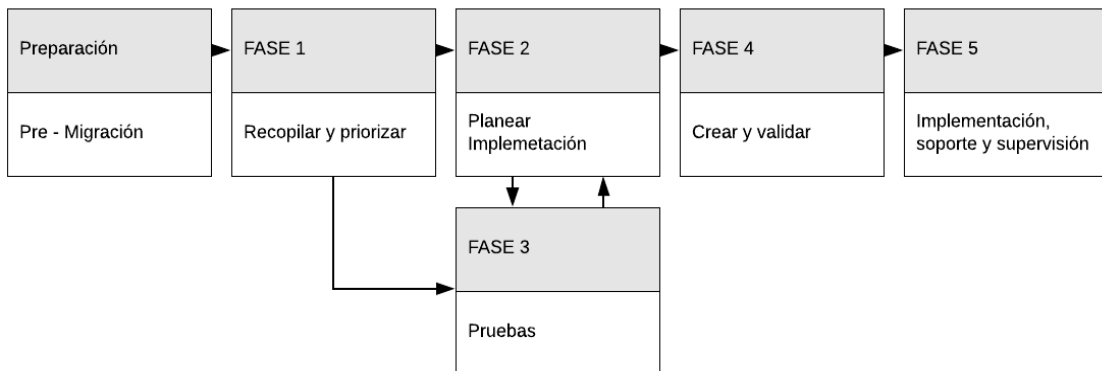 Preparación
Pre - Migración
FASE 1
Recopilar y priorizar
FASE 2
Planear
Implemetación
FASE 4
Crear y validar
FASE 5
Implementación,
soporte y supervisión
FASE 3
Pruebas